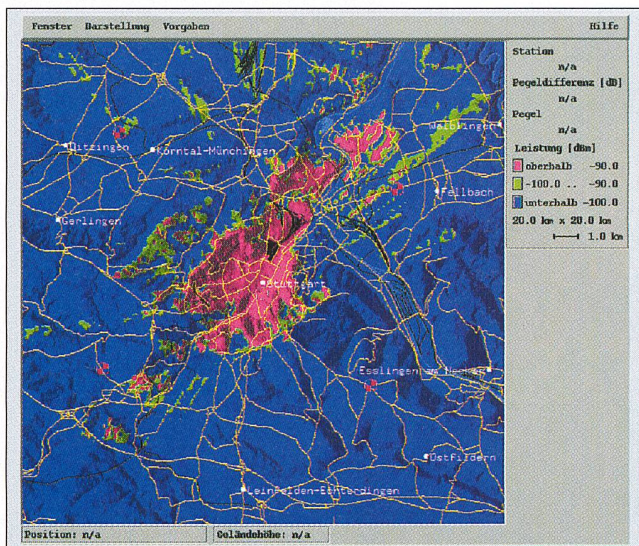 Fenster Darstellung Vorgaben Hilfe
Station
n/a
Pegeldifferenz [dB]
n/a
Pegel
n/a
Leistung [dBm]
oberhalb -90.0
-100.0 .. -90.0
unterhalb -100.0
20.0 km x 20.0 km
1.0 km
Waiblingen
Ditzingen
Korntal-Münchingen
Fellbach
Gerlingen
Stuttgart
Esslingen am Neckar
Ostfildern
Leinfelden-Echterdingen
Position: n/a Geländehöhe: n/a